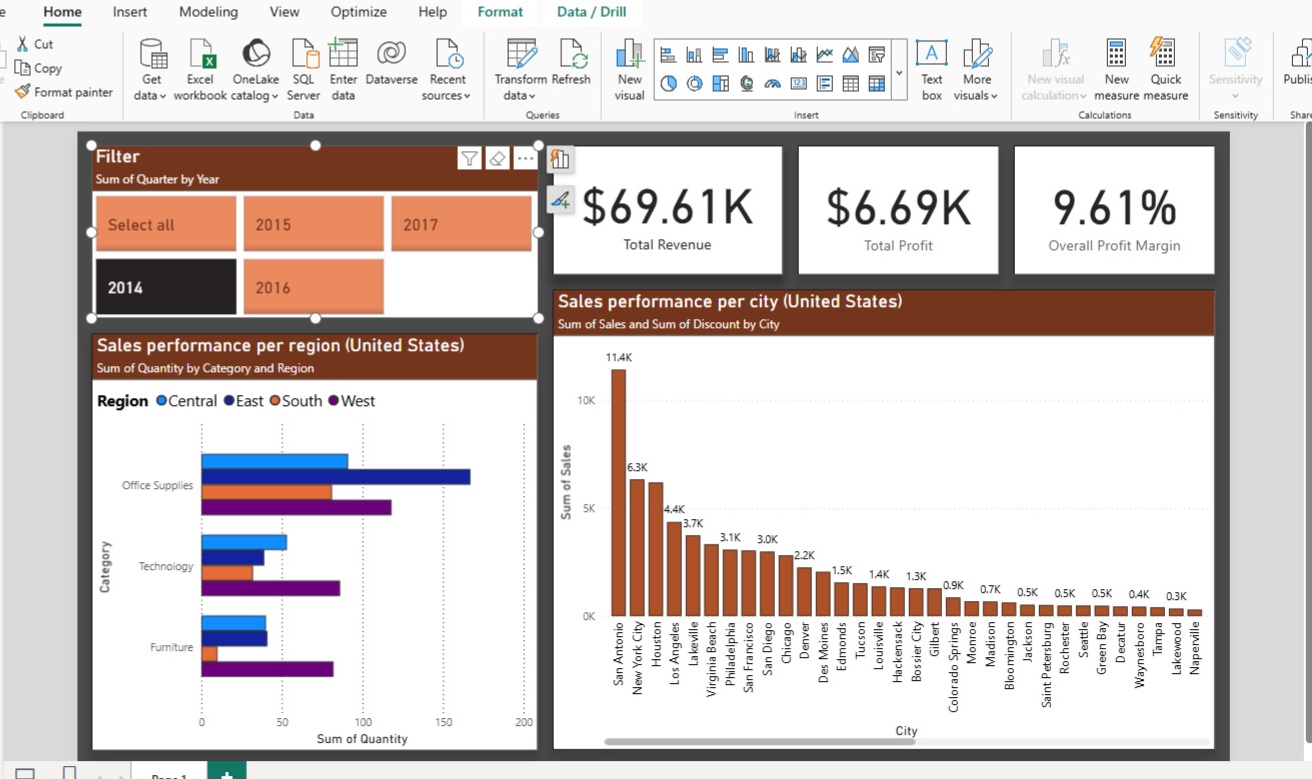 Home Insert Modeling View Optimize Help Format Data / Drill
Cut
Copy
Format painter
Clipboard
Get data
Excel workbook
OneLake catalog
SQL Server
Enter data
Dataverse
Recent sources
Data
Transform data
Refresh
Queries
New visual
Text box
More visuals
Insert
New visual calculation
New measure
Quick measure
Calculations
Sensitivity
Sensitivity
Filter
Sum of Quarter by Year
Select all 2015 2017
2014 2016
$69.61K
Total Revenue
$6.69K
Total Profit
9.61%
Overall Profit Margin
Sales performance per region (United States)
Sum of Quantity by Category and Region
Region Central East South West
Category
Office Supplies
Technology
Furniture
0 50 100 150 200
Sum of Quantity
Sales performance per city (United States)
Sum of Sales and Sum of Discount by City
Sum of Sales
10K
5K
0K
11.4K
6.3K
4.4K
3.7K
3.1K
3.0K
2.2K
1.5K
1.4K
1.3K
0.9K
0.7K
0.5K
0.5K
0.5K
0.4K
0.3K
San Antonio
New York City
Houston
Los Angeles
Lakeville
Virginia Beach
Philadelphia
San Francisco
San Diego
Chicago
Denver
Des Moines
Edmonds
Tucson
Louisville
Hackensack
Bossier City
Gilbert
Colorado Springs
Monroe
Madison
Bloomington
Jackson
Saint Petersburg
Rochester
Seattle
Green Bay
Decatur
Waynesboro
Tampa
Lakewood
Naperville
City
Page 1